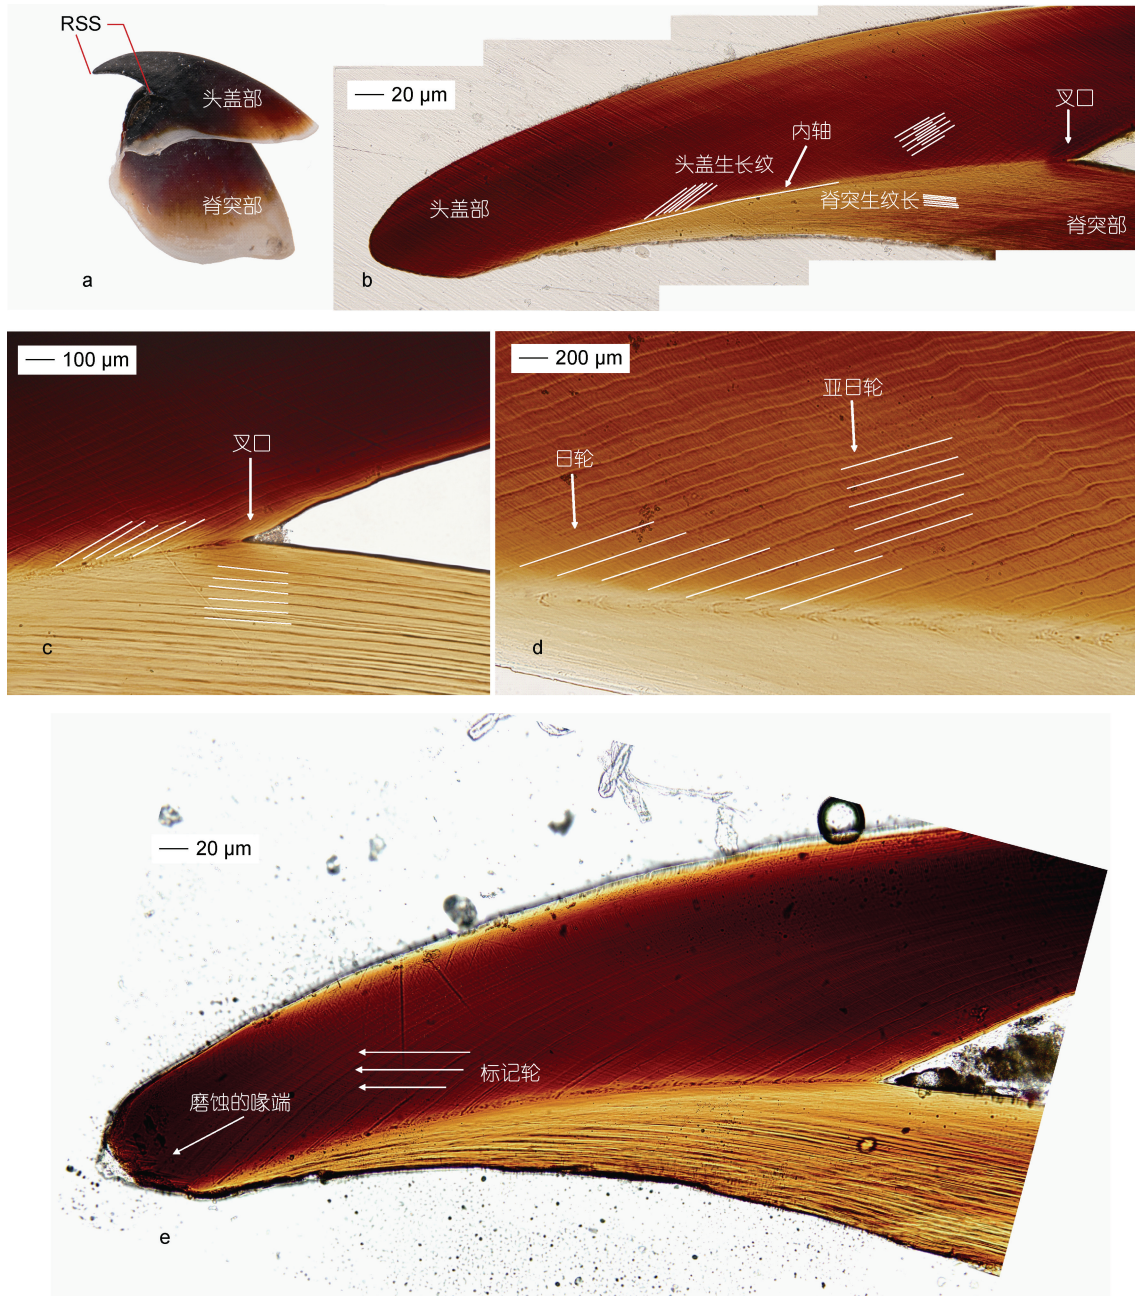 RSS
头盖部
脊突部
a
20 μm
叉口
内轴
头盖生长纹
头盖部
脊突生纹长
脊突部
b
100 μm
叉口
c
200 μm
亚日轮
日轮
d
20 μm
标记轮
磨蚀的喙端
e